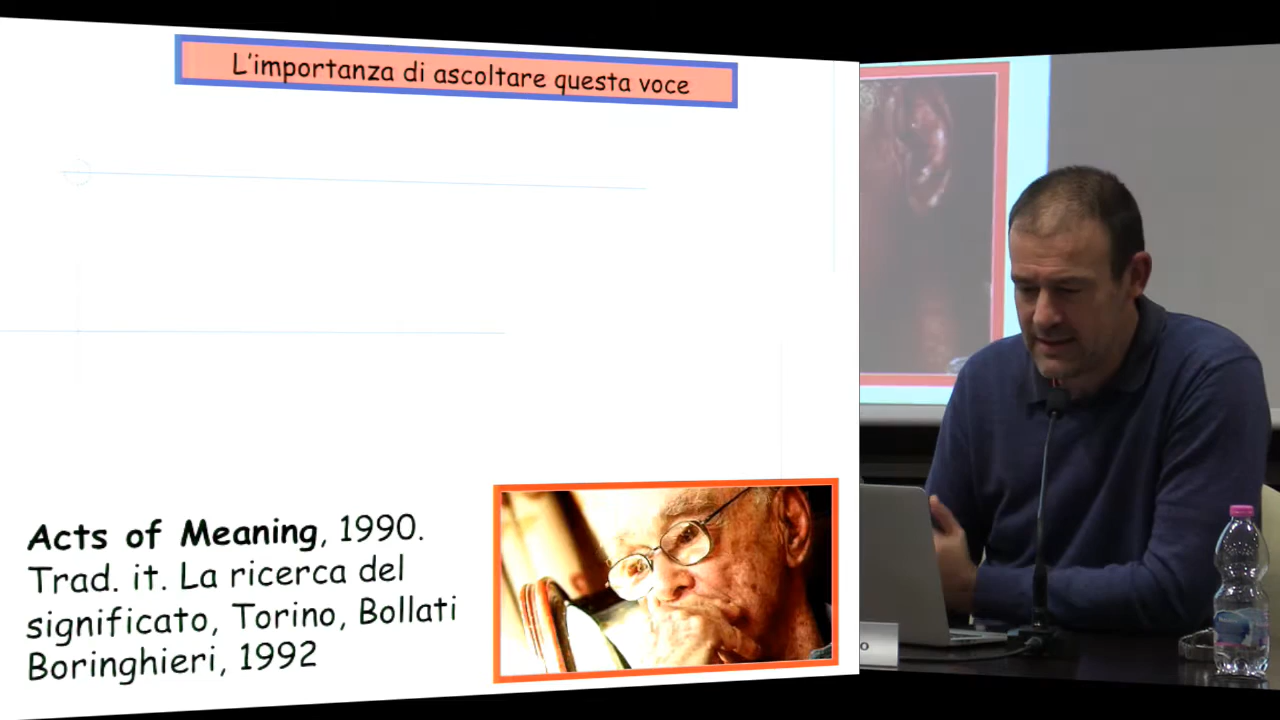 L'importanza di ascoltare questa voce
Acts of Meaning, 1990.
Trad. it. La ricerca del
significato, Torino, Bollati
Boringhieri, 1992